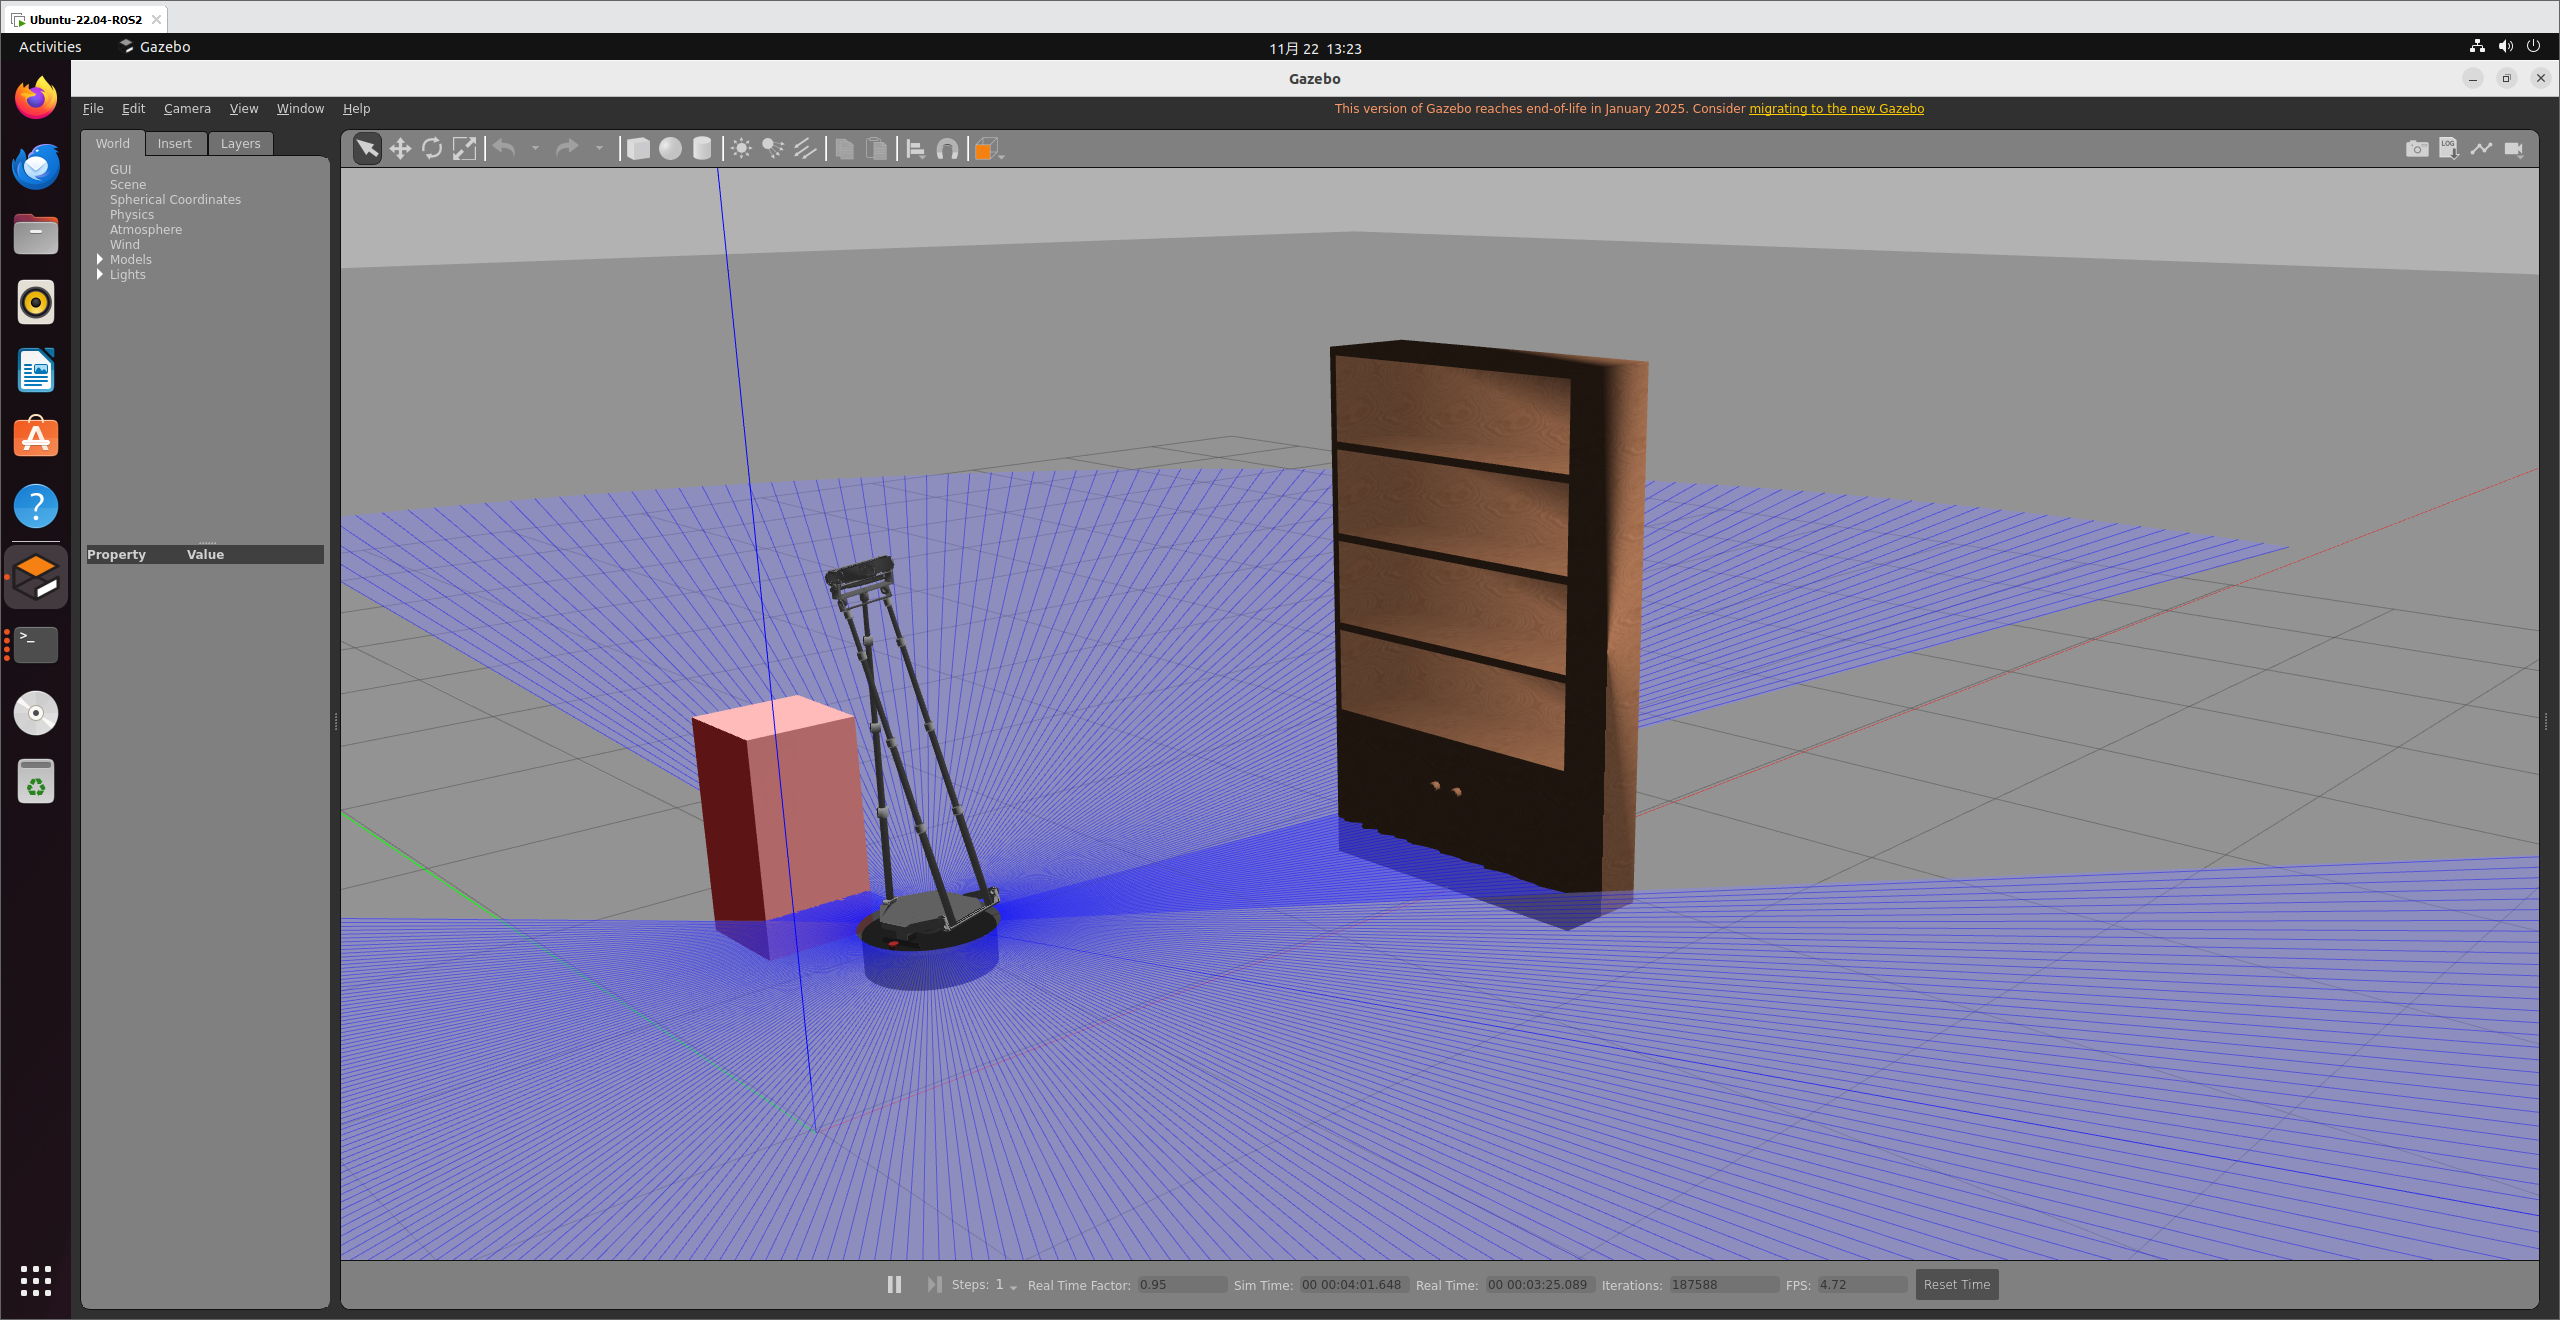 Ubuntu-22.04-ROS2
Activities Gazebo 11月 22 13:23
Gazebo
File Edit Camera View Window Help This version of Gazebo reaches end-of-life in January 2025. Consider migrating to the new Gazebo
World Insert Layers
GUI
Scene
Spherical Coordinates
Physics
Atmosphere
Wind
Models
Lights
Property Value
LOG
Steps: 1 Real Time Factor: 0.95 Sim Time: 00 00:04:01.648 Real Time: 00 00:03:25.089 Iterations: 187588 FPS: 4.72 Reset Time